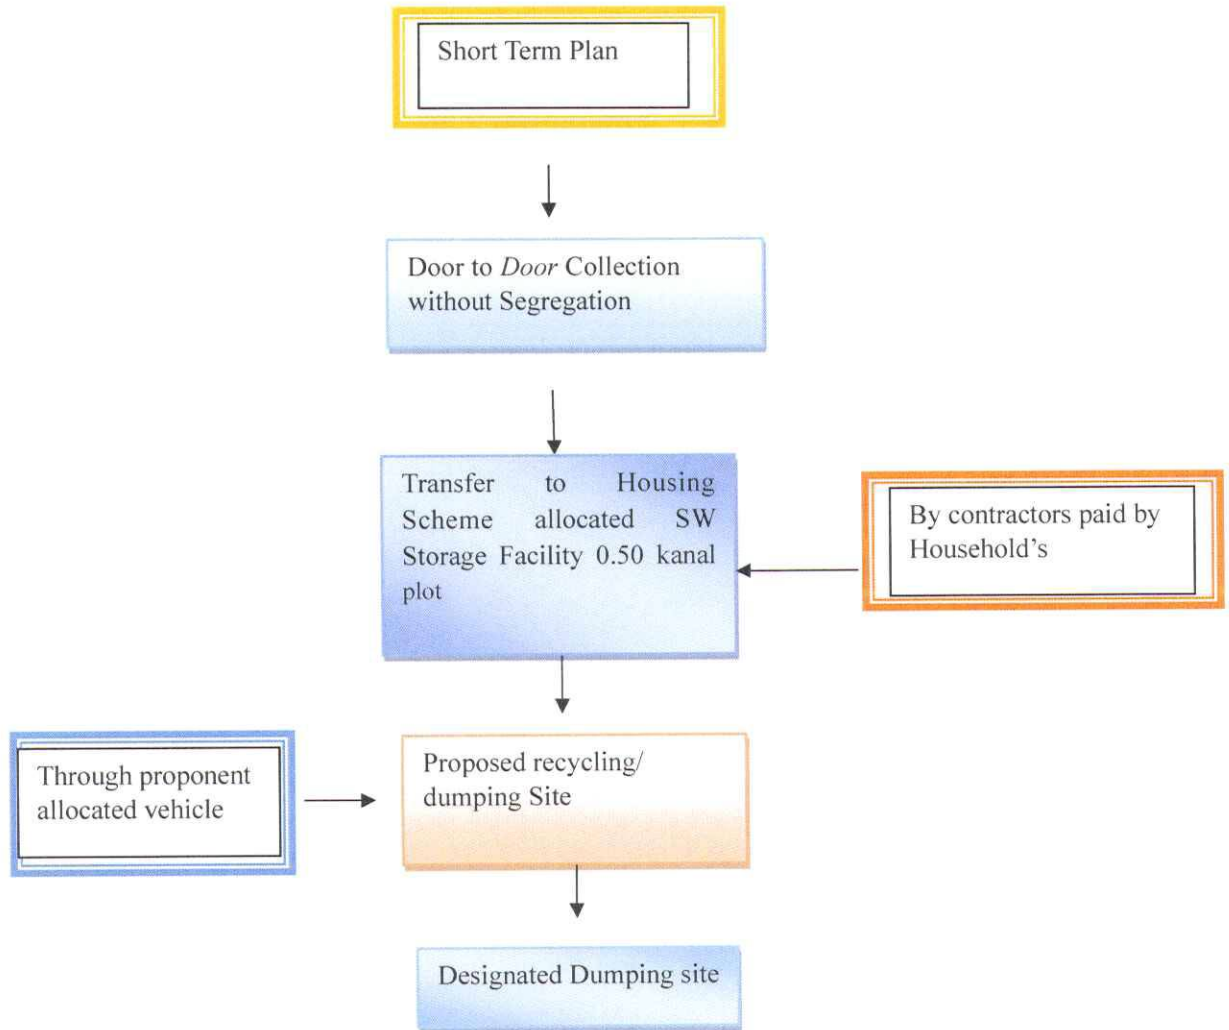 Short Term Plan
Door to Door Collection
without Segregation
Transfer to Housing
Scheme allocated SW
Storage Facility 0.50 kanal
plot
By contractors paid by
Household’s
Through proponent
allocated vehicle
Proposed recycling/
dumping Site
Designated Dumping site